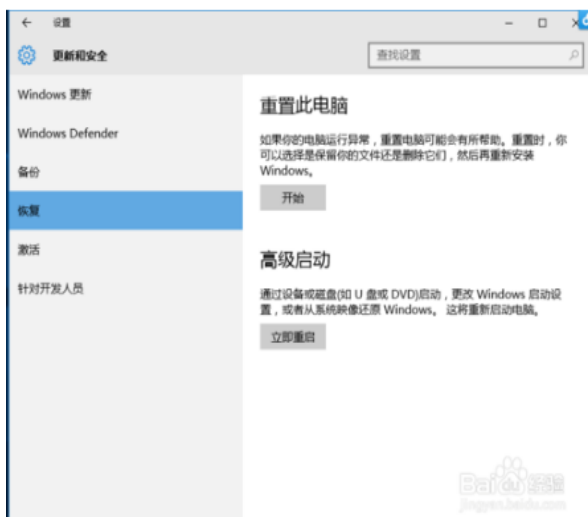 设置
更新和安全
查找设置
Windows 更新
Windows Defender
备份
恢复
激活
针对开发人员
重置此电脑
如果你的电脑运行异常，重置电脑可能会有所帮助。重置时，你
可以选择是保留你的文件还是删除它们，然后再重新安装
Windows。
开始
高级启动
通过设备或磁盘(如 U 盘或 DVD)启动，更改 Windows 启动设
置，或者从系统映像还原 Windows。 这将重新启动电脑。
立即重启
Baidu 经验
jingyan.baidu.com